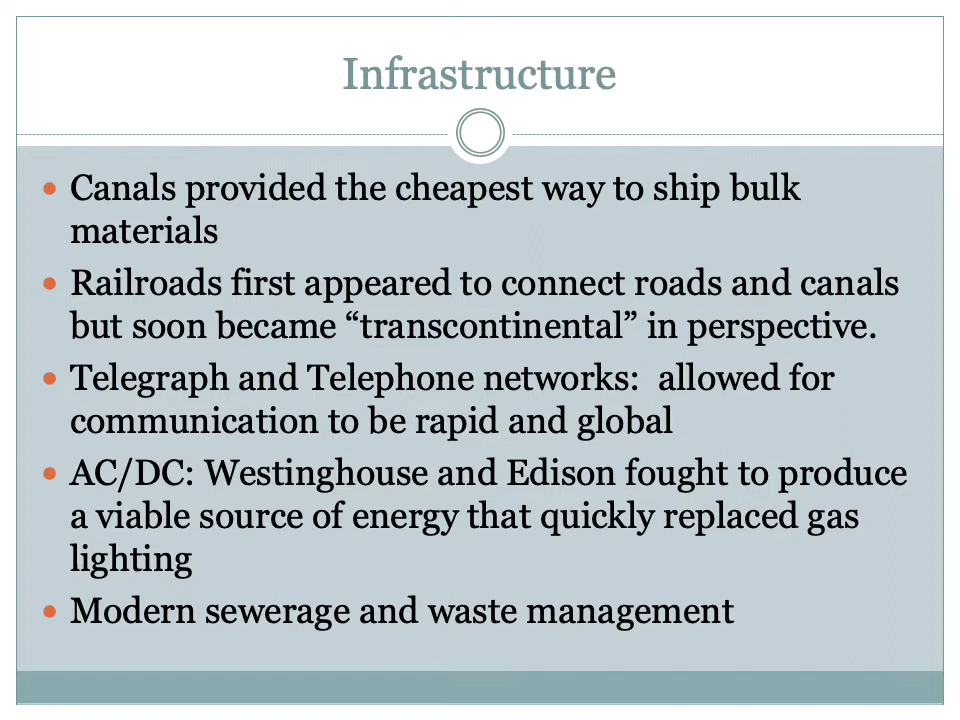 Infrastructure
• Canals provided the cheapest way to ship bulk
materials
• Railroads first appeared to connect roads and canals
but soon became “transcontinental” in perspective.
• Telegraph and Telephone networks:  allowed for
communication to be rapid and global
• AC/DC: Westinghouse and Edison fought to produce
a viable source of energy that quickly replaced gas
lighting
• Modern sewerage and waste management